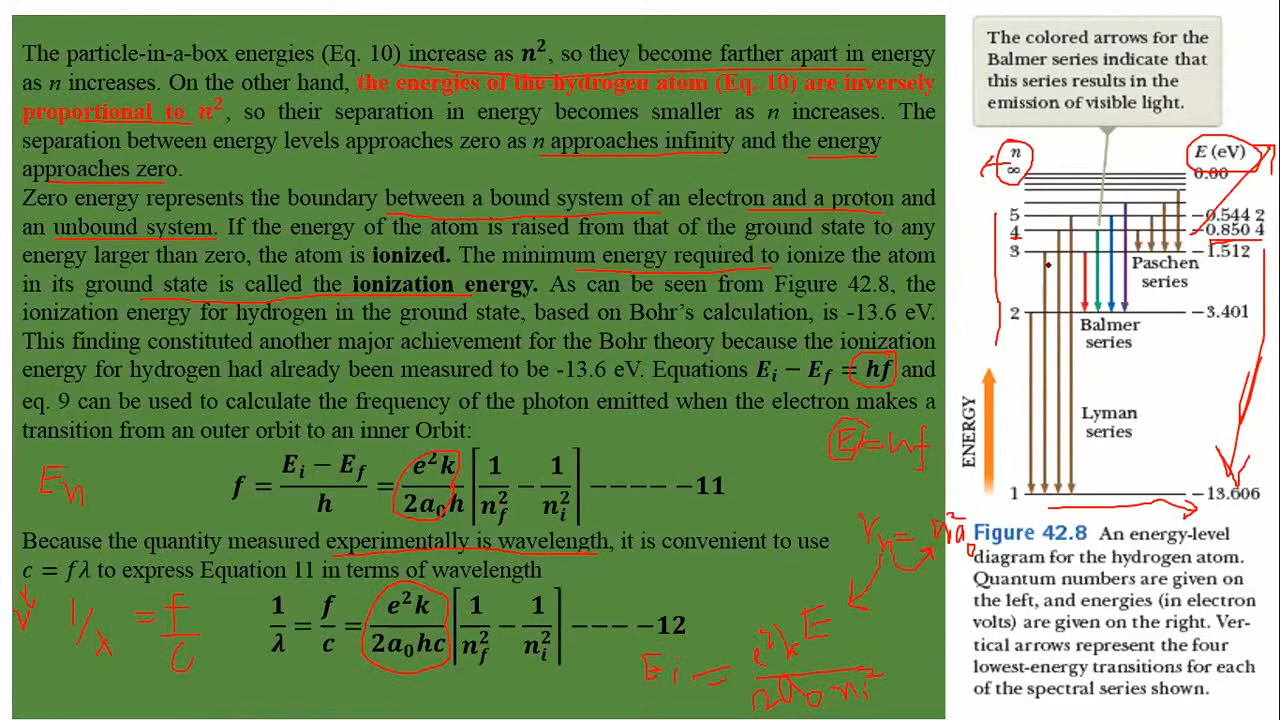 The particle-in-a-box energies (Eq. 10) increase as n², so they become farther apart in energy
as n increases. On the other hand, the energies of the hydrogen atom (Eq. 10) are inversely
proportional to n², so their separation in energy becomes smaller as n increases. The
separation between energy levels approaches zero as n approaches infinity and the energy
approaches zero.
Zero energy represents the boundary between a bound system of an electron and a proton and
an unbound system. If the energy of the atom is raised from that of the ground state to any
energy larger than zero, the atom is ionized. The minimum energy required to ionize the atom
in its ground state is called the ionization energy. As can be seen from Figure 42.8, the
ionization energy for hydrogen in the ground state, based on Bohr's calculation, is -13.6 eV.
This finding constituted another major achievement for the Bohr theory because the ionization
energy for hydrogen had already been measured to be -13.6 eV. Equations E_i − E_f = hf and
eq. 9 can be used to calculate the frequency of the photon emitted when the electron makes a
transition from an outer orbit to an inner Orbit:
E = hf
E_n
f = (E_i − E_f)/h = (e²k)/(2a₀h) [1/n_f² − 1/n_i²] ------11
Because the quantity measured experimentally is wavelength, it is convenient to use
c = fλ to express Equation 11 in terms of wavelength
r_n = n²a₀
1/λ = f/c
1/λ = f/c = (e²k)/(2a₀hc) [1/n_f² − 1/n_i²] -----12
E
E_i = e²k/2a₀n_i²
The colored arrows for the
Balmer series indicate that
this series results in the
emission of visible light.
n E (eV)
∞ 0.00
5 −0.544 2
4 −0.850 4
3 −1.512
Paschen
series
2 −3.401
Balmer
series
ENERGY
Lyman
series
1 −13.606
Figure 42.8 An energy-level
diagram for the hydrogen atom.
Quantum numbers are given on
the left, and energies (in electron
volts) are given on the right. Ver-
tical arrows represent the four
lowest-energy transitions for each
of the spectral series shown.